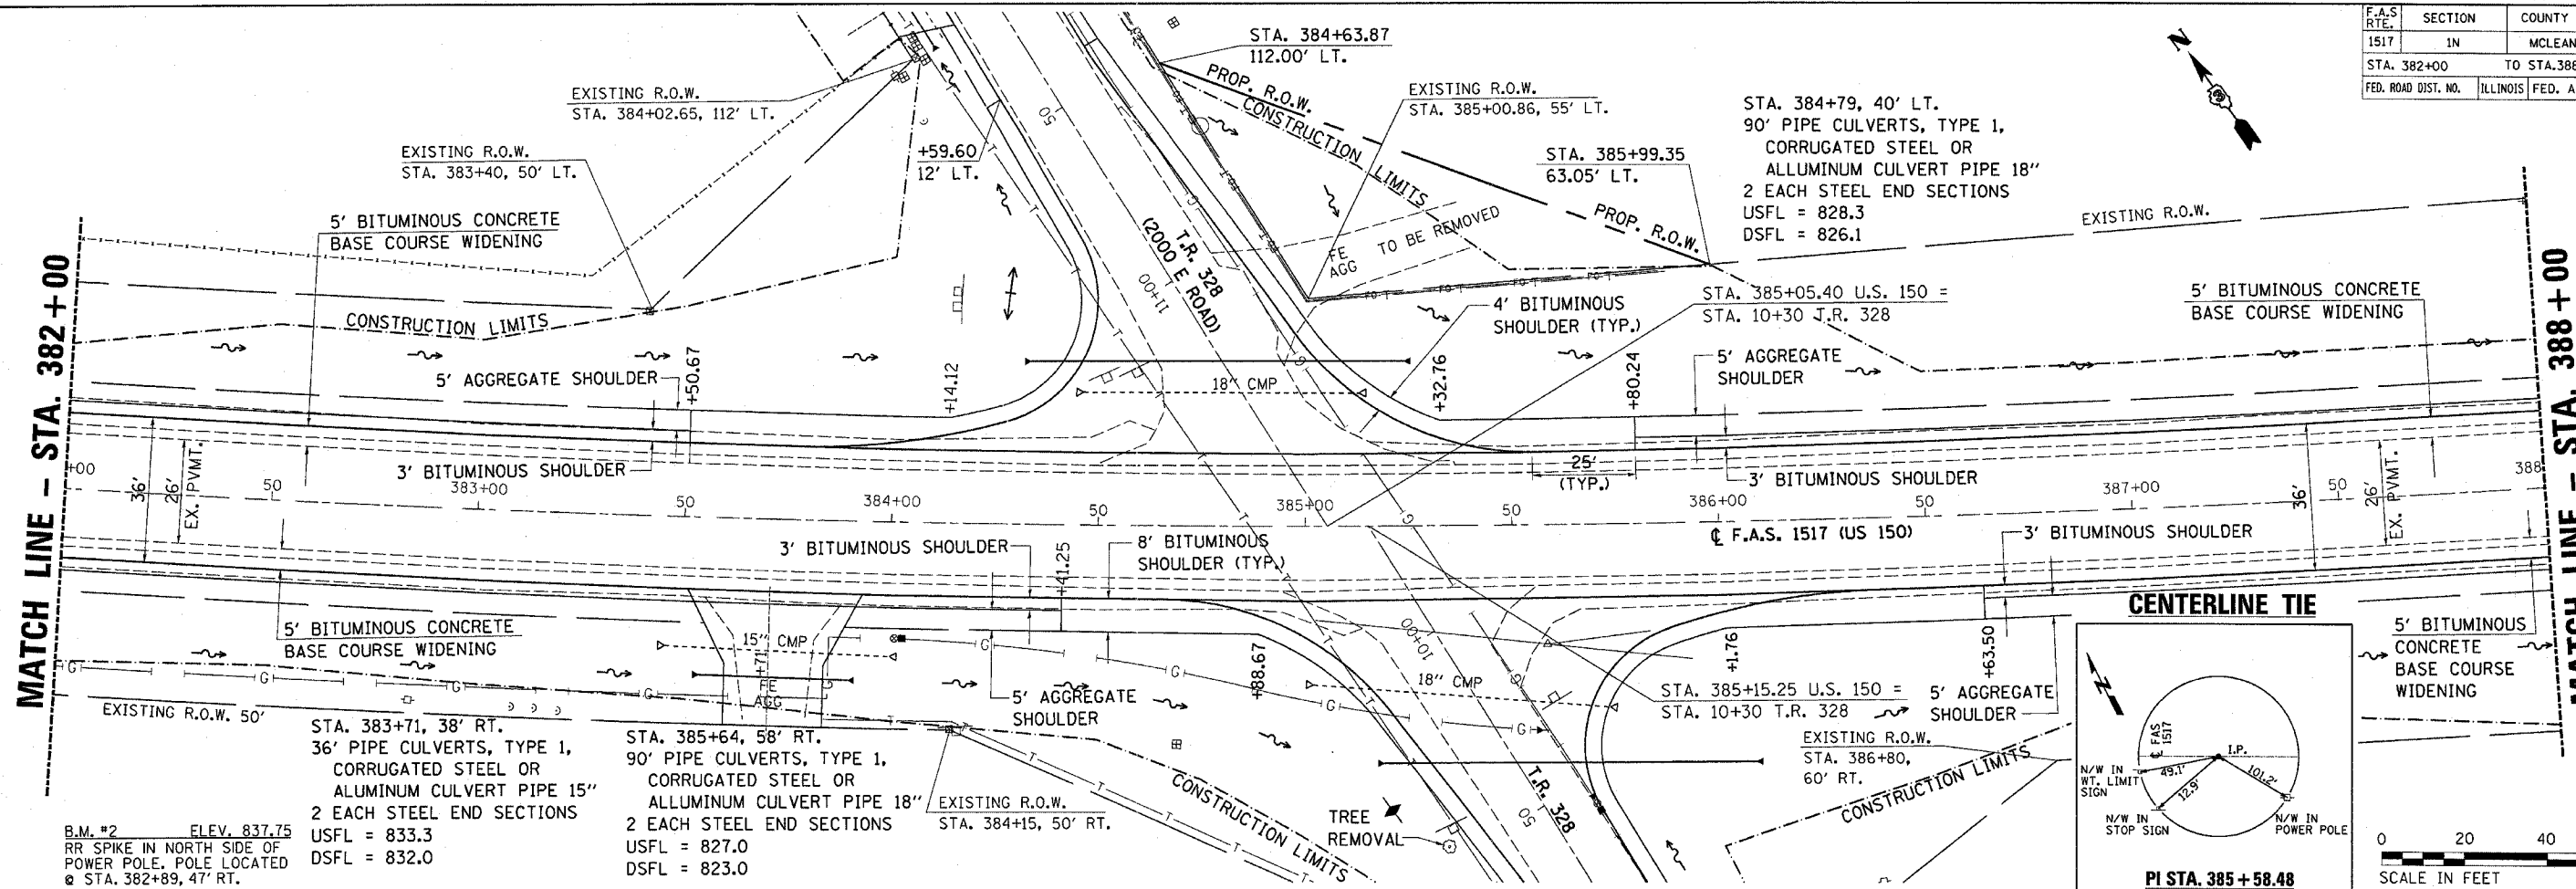 F.A.S RTE. SECTION COUNTY
1517 1N MCLEAN
STA. 382+00 TO STA.388
FED. ROAD DIST. NO. ILLINOIS FED. A
N
STA. 384+63.87
112.00' LT.
PROP. R.O.W.
CONSTRUCTION LIMITS
EXISTING R.O.W.
STA. 384+02.65, 112' LT.
EXISTING R.O.W.
STA. 385+00.86, 55' LT.
STA. 384+79, 40' LT.
90' PIPE CULVERTS, TYPE 1,
CORRUGATED STEEL OR
ALLUMINUM CULVERT PIPE 18"
2 EACH STEEL END SECTIONS
USFL = 828.3
DSFL = 826.1
EXISTING R.O.W.
STA. 383+40, 50' LT.
+59.60
12' LT.
50
STA. 385+99.35
63.05' LT.
PROP. R.O.W.
EXISTING R.O.W.
5' BITUMINOUS CONCRETE
BASE COURSE WIDENING
T.R. 328
(2000 E ROAD)
11+00
FE
AGG
TO BE REMOVED
MATCH LINE - STA. 382+00
MATCH LINE - STA. 388+00
CONSTRUCTION LIMITS
4' BITUMINOUS
SHOULDER (TYP.)
STA. 385+05.40 U.S. 150 =
STA. 10+30 T.R. 328
5' BITUMINOUS CONCRETE
BASE COURSE WIDENING
5' AGGREGATE SHOULDER
+50.67
+14.12
18" CMP
+32.76
+80.24
5' AGGREGATE
SHOULDER
3' BITUMINOUS SHOULDER
25'
(TYP.)
3' BITUMINOUS SHOULDER
36'
26'
EX. PVMT.
+00
50
383+00
50
384+00
50
385+00
50
386+00
50
387+00
50
388
36'
26'
EX. PVMT.
℄ F.A.S. 1517 (US 150)
3' BITUMINOUS SHOULDER
+41.25
8' BITUMINOUS
SHOULDER (TYP.)
3' BITUMINOUS SHOULDER
5' BITUMINOUS CONCRETE
BASE COURSE WIDENING
15" CMP
+71
FE
AGG
5' AGGREGATE
SHOULDER
+88.67
18" CMP
10+00
+1.76
+63.50
STA. 385+15.25 U.S. 150 =
STA. 10+30 T.R. 328
5' AGGREGATE
SHOULDER
5' BITUMINOUS
CONCRETE
BASE COURSE
WIDENING
EXISTING R.O.W. 50'
STA. 383+71, 38' RT.
36' PIPE CULVERTS, TYPE 1,
CORRUGATED STEEL OR
ALUMINUM CULVERT PIPE 15"
2 EACH STEEL END SECTIONS
USFL = 833.3
DSFL = 832.0
STA. 385+64, 58' RT.
90' PIPE CULVERTS, TYPE 1,
CORRUGATED STEEL OR
ALLUMINUM CULVERT PIPE 18"
2 EACH STEEL END SECTIONS
USFL = 827.0
DSFL = 823.0
EXISTING R.O.W.
STA. 384+15, 50' RT.
CONSTRUCTION LIMITS
TREE
REMOVAL
T.R. 328
50
EXISTING R.O.W.
STA. 386+80,
60' RT.
CONSTRUCTION LIMITS
B.M. #2 ELEV. 837.75
RR SPIKE IN NORTH SIDE OF
POWER POLE. POLE LOCATED
@ STA. 382+89, 47' RT.
CENTERLINE TIE
N
℄ FAS
1517
I.P.
49.1'
12.9'
101.2'
N/W IN
WT. LIMIT
SIGN
N/W IN
STOP SIGN
N/W IN
POWER POLE
PI STA. 385+58.48
0 20 40
SCALE IN FEET